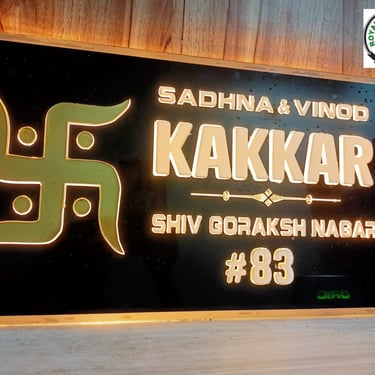 SADHNA & VINOD
KAKKAR
SHIV GORAKSH NAGAR
#83